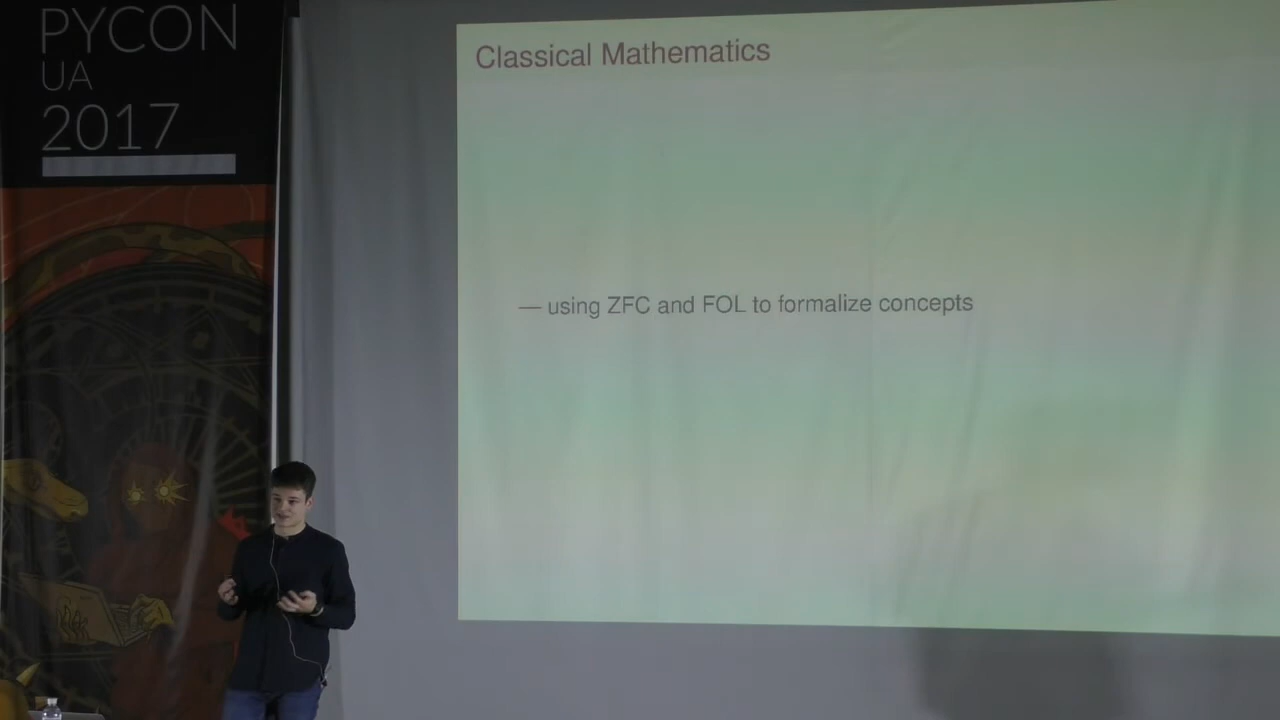 PYCON
UA
2017
Classical Mathematics
— using ZFC and FOL to formalize concepts